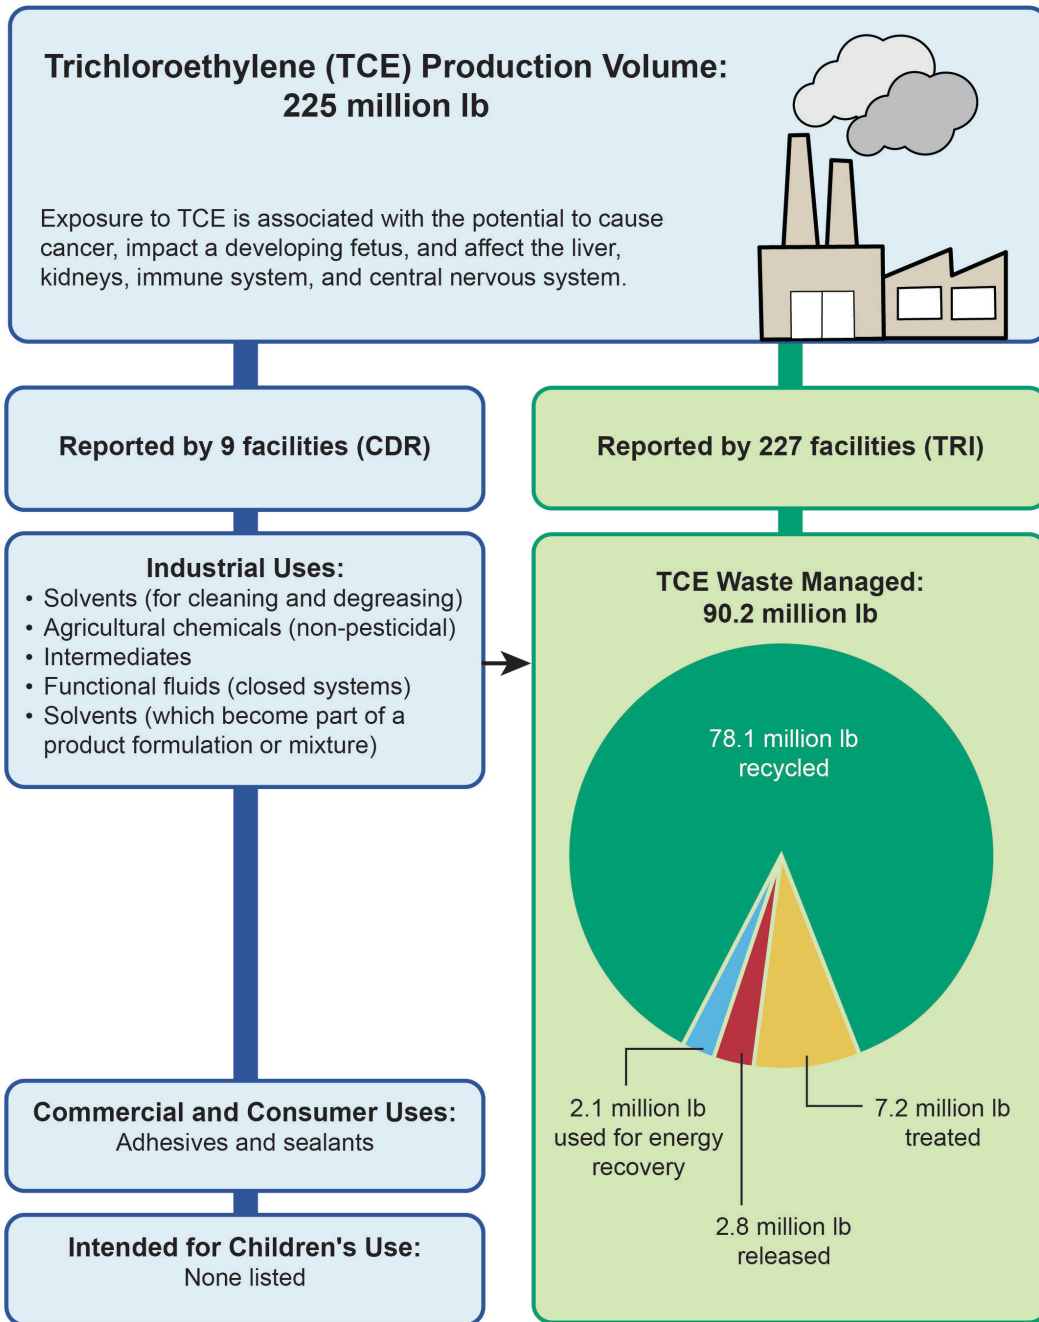 Trichloroethylene (TCE) Production Volume:
225 million lb
Exposure to TCE is associated with the potential to cause
cancer, impact a developing fetus, and affect the liver,
kidneys, immune system, and central nervous system.
Reported by 9 facilities (CDR)
Industrial Uses:
• Solvents (for cleaning and degreasing)
• Agricultural chemicals (non-pesticidal)
• Intermediates
• Functional fluids (closed systems)
• Solvents (which become part of a
product formulation or mixture)
Commercial and Consumer Uses:
Adhesives and sealants
Intended for Children's Use:
None listed
Reported by 227 facilities (TRI)
TCE Waste Managed:
90.2 million lb
78.1 million lb
recycled
2.1 million lb
used for energy
recovery
2.8 million lb
released
7.2 million lb
treated